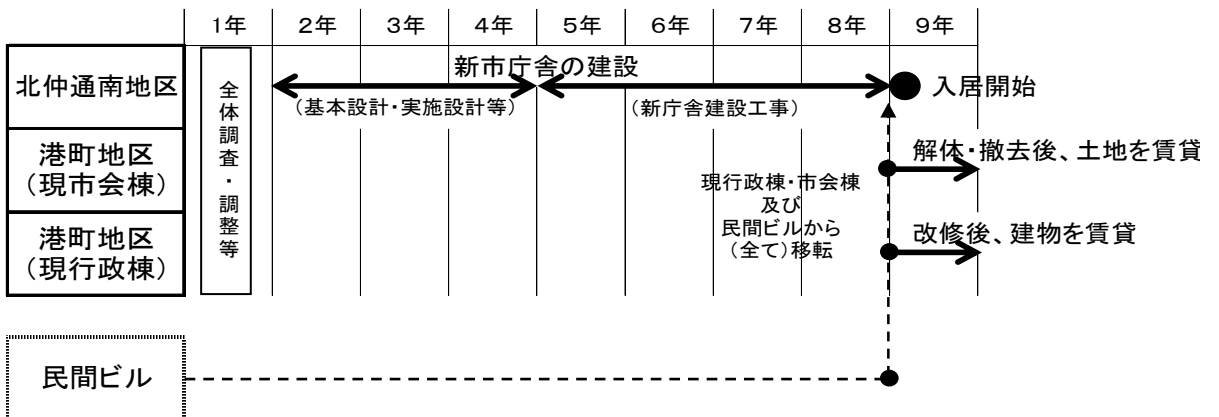 1年 2年 3年 4年 5年 6年 7年 8年 9年
北仲通南地区
全体調査・調整等
新市庁舎の建設
(基本設計・実施設計等)
(新庁舎建設工事)
入居開始
港町地区
(現市会棟)
解体・撤去後、土地を賃貸
現行政棟・市会棟
及び
民間ビルから
(全て)移転
港町地区
(現行政棟)
改修後、建物を賃貸
民間ビル